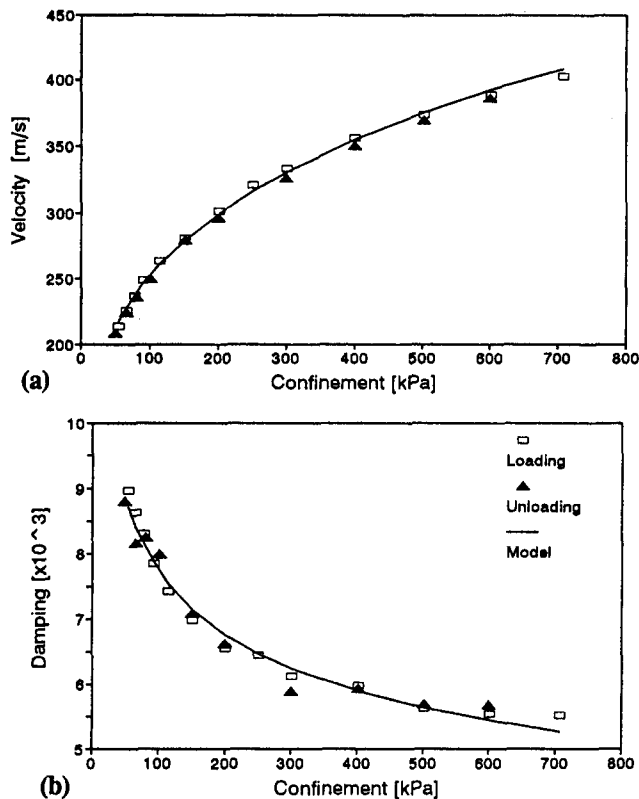 450
400
350
300
250
200
Velocity [m/s]
0 100 200 300 400 500 600 700 800
(a)
Confinement [kPa]
10
9
8
7
6
5
Damping [x10^3]
Loading
Unloading
Model
0 100 200 300 400 500 600 700 800
(b)
Confinement [kPa]